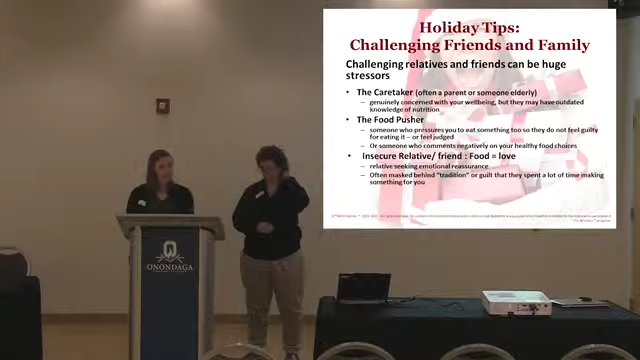 Holiday Tips:
Challenging Friends and Family
Challenging relatives and friends can be huge
stressors
• The Caretaker (often a parent or someone elderly)
– genuinely concerned with your wellbeing, but they may have outdated
knowledge of nutrition
• The Food Pusher
– someone who pressures you to eat something too so they do not feel guilty
for eating it – or feel judged
– Or someone who comments negatively on your healthy food choices
• Insecure Relative/ friend : Food = love
– relative seeking emotional reassurance
– Often masked behind “tradition” or guilt that they spent a lot of time making
something for you
ONONDAGA